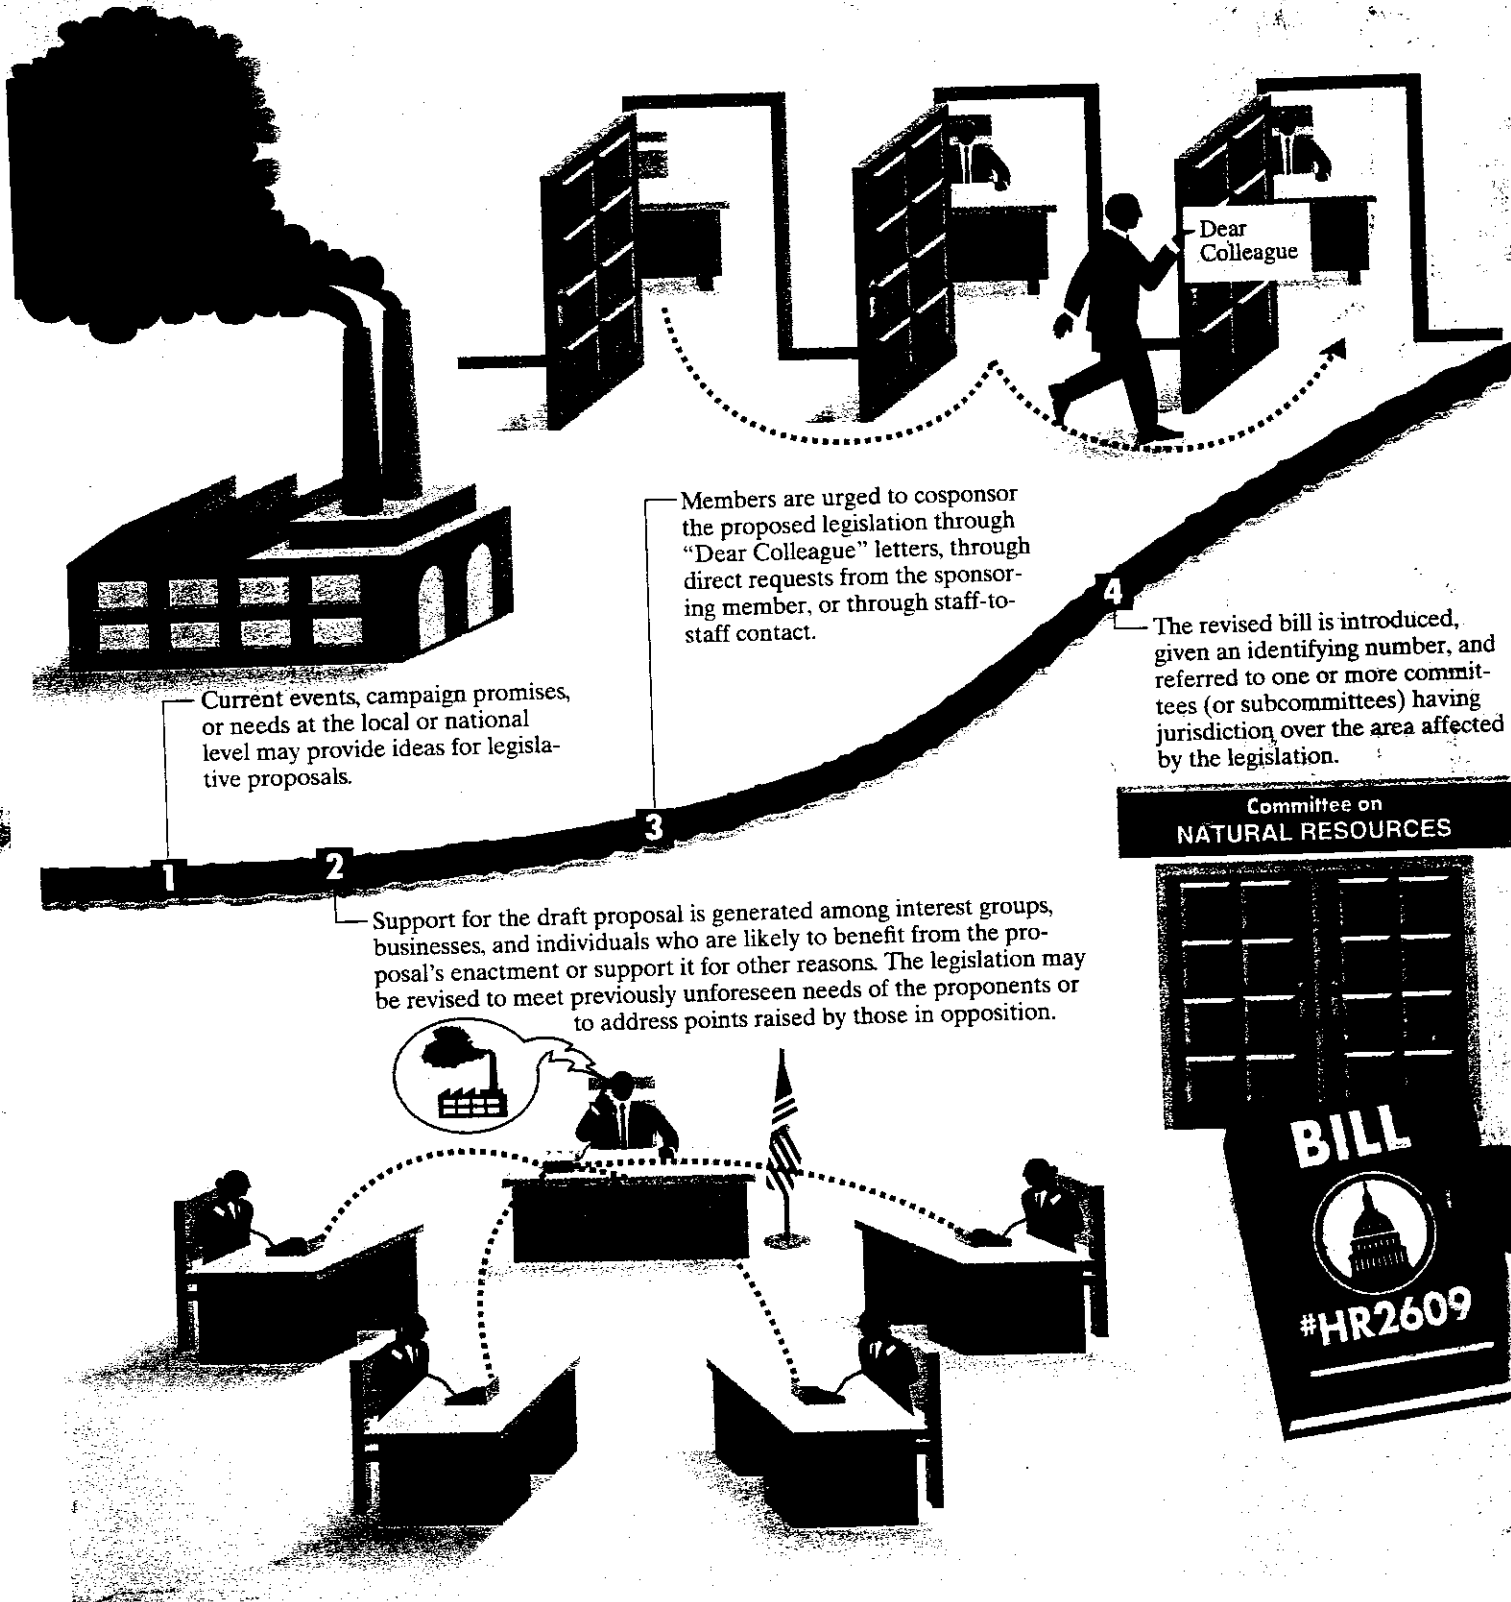 Dear
Colleague
Members are urged to cosponsor
the proposed legislation through
“Dear Colleague” letters, through
direct requests from the sponsor-
ing member, or through staff-to-
staff contact.
4
The revised bill is introduced,
given an identifying number, and
referred to one or more commit-
tees (or subcommittees) having
jurisdiction over the area affected
by the legislation.
Current events, campaign promises,
or needs at the local or national
level may provide ideas for legisla-
tive proposals.
Committee on
NATURAL RESOURCES
3
2
1
Support for the draft proposal is generated among interest groups,
businesses, and individuals who are likely to benefit from the pro-
posal's enactment or support it for other reasons. The legislation may
be revised to meet previously unforeseen needs of the proponents or
to address points raised by those in opposition.
BILL
#HR2609